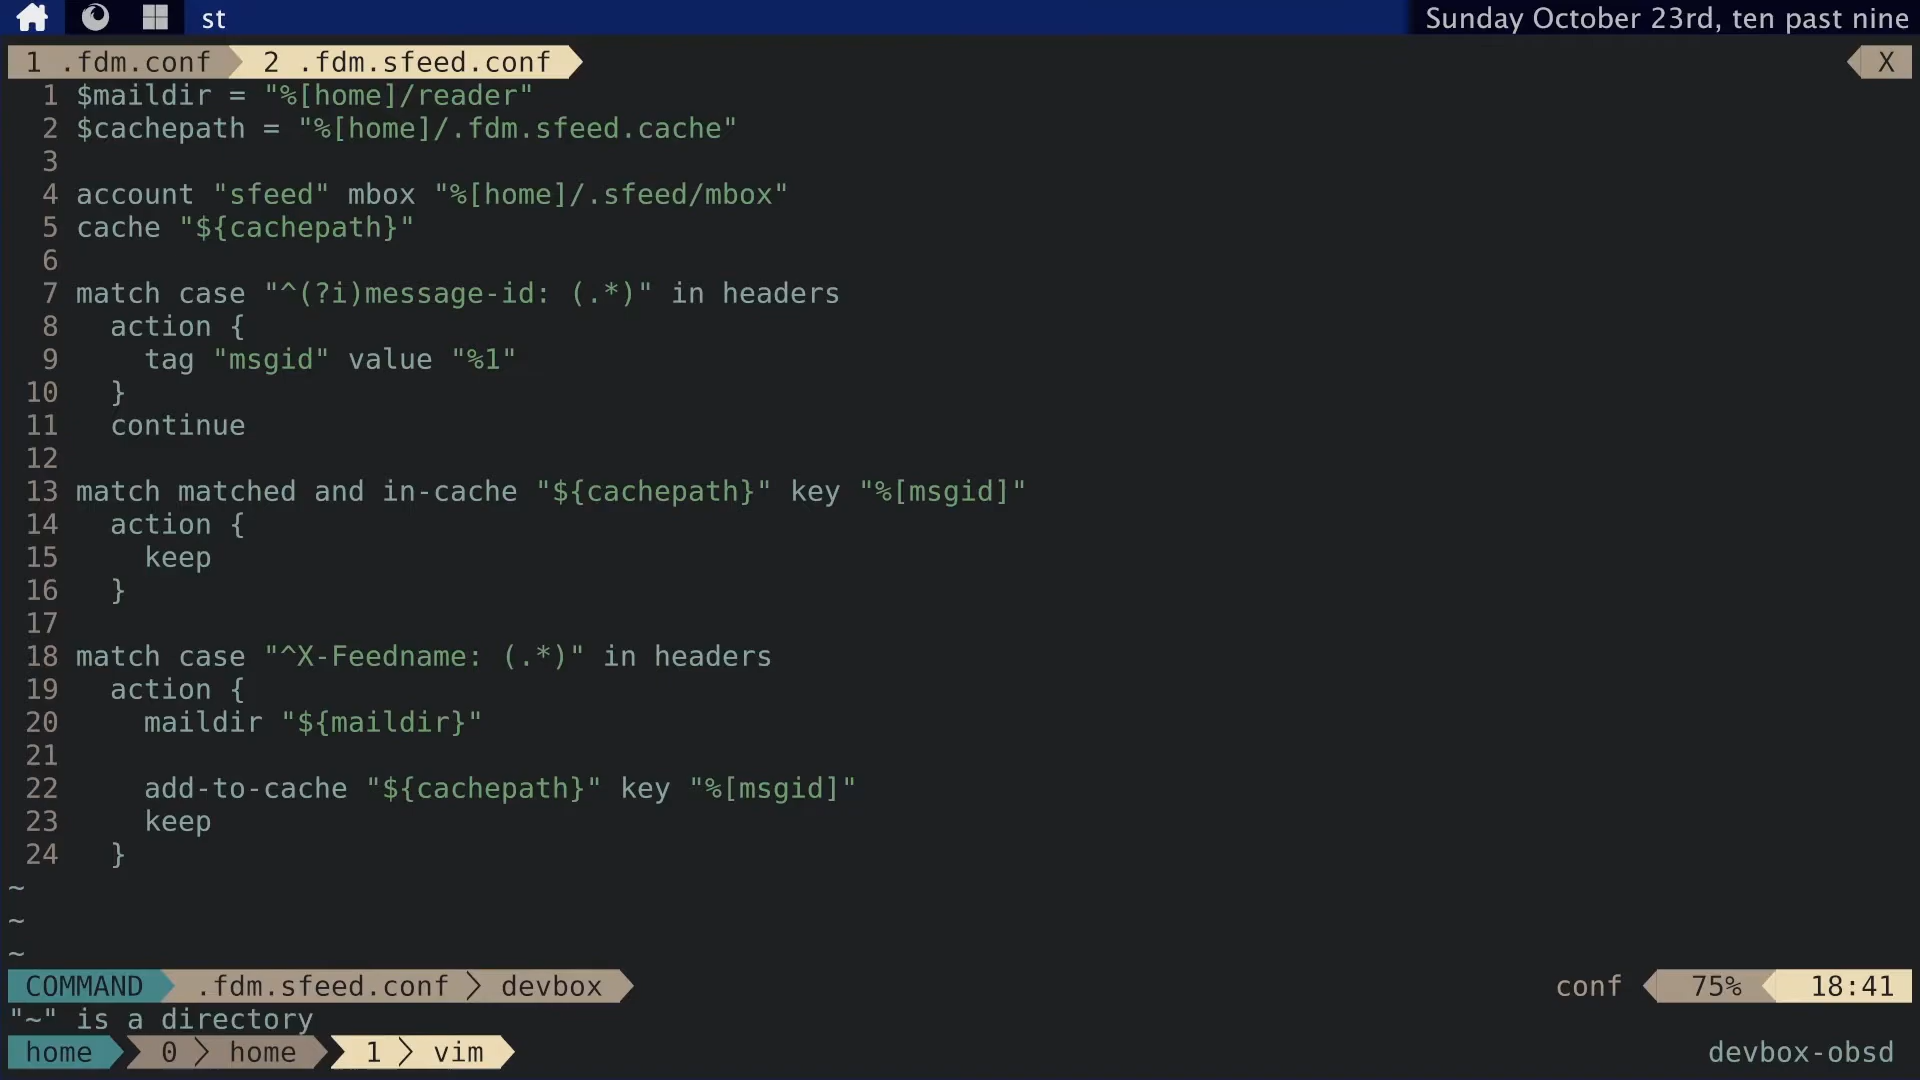 st Sunday October 23rd, ten past nine
1 .fdm.conf 2 .fdm.sfeed.conf X
1 $maildir = "%[home]/reader"
2 $cachepath = "%[home]/.fdm.sfeed.cache"
3
4 account "sfeed" mbox "%[home]/.sfeed/mbox"
5 cache "${cachepath}"
6
7 match case "^(?i)message-id: (.*)" in headers
8   action {
9     tag "msgid" value "%1"
10   }
11   continue
12
13 match matched and in-cache "${cachepath}" key "%[msgid]"
14   action {
15     keep
16   }
17
18 match case "^X-Feedname: (.*)" in headers
19   action {
20     maildir "${maildir}"
21
22     add-to-cache "${cachepath}" key "%[msgid]"
23     keep
24   }
~
~
~
COMMAND .fdm.sfeed.conf devbox conf 75% 18:41
"~" is a directory
home 0 home 1 vim devbox-obsd